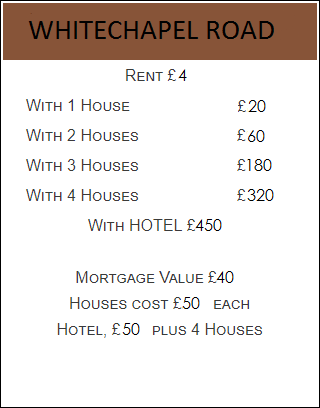 WHITECHAPEL ROAD
RENT £4
WITH 1 HOUSE £20
WITH 2 HOUSES £60
WITH 3 HOUSES £180
WITH 4 HOUSES £320
WITH HOTEL £450
MORTGAGE VALUE £40
HOUSES COST £50 EACH
HOTEL, £50 PLUS 4 HOUSES